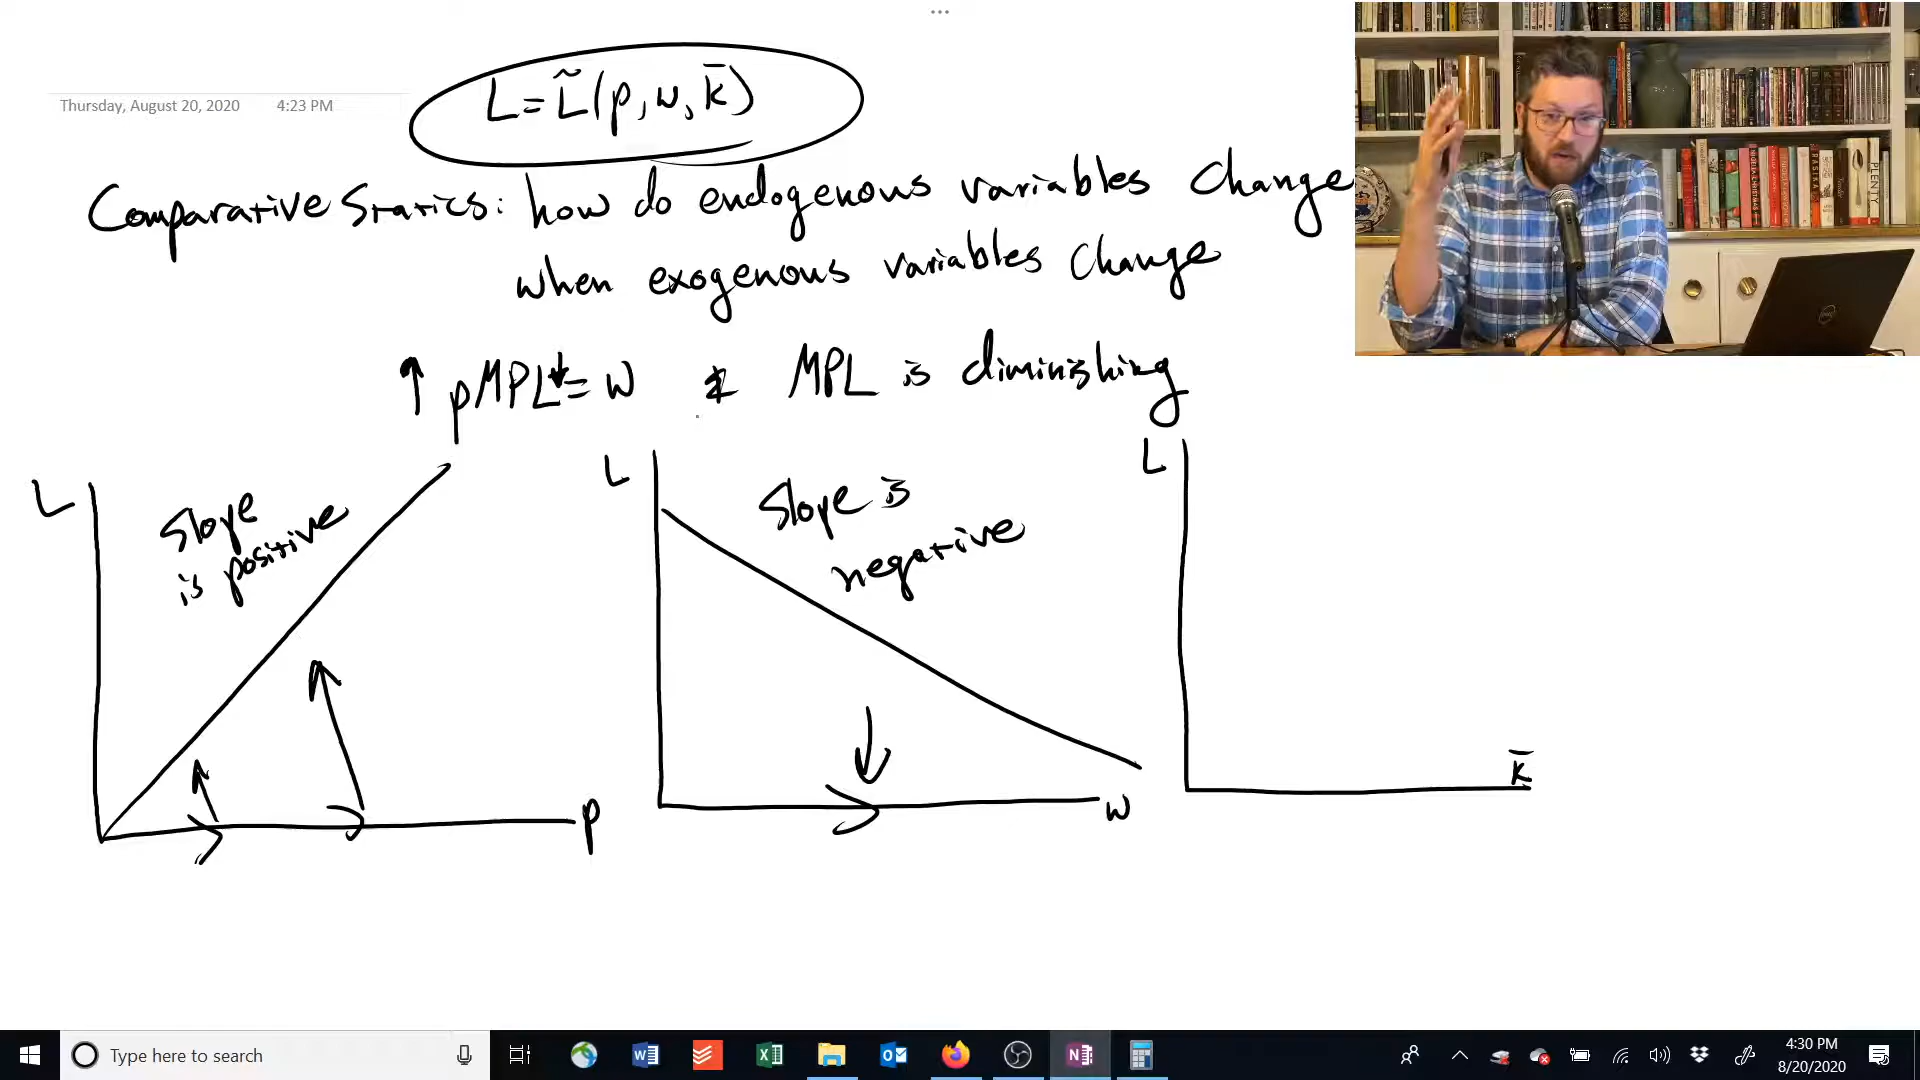 Thursday, August 20, 2020 4:23 PM
L = L̃(p, w, k̄)
Comparative Statics: how do endogenous variables change
when exogenous variables change
↑ pMPL↓ = w & MPL is diminishing
L
Slope
is positive
p
L
Slope is
negative
w
L
k̄
Type here to search
4:30 PM
8/20/2020
PLENTY